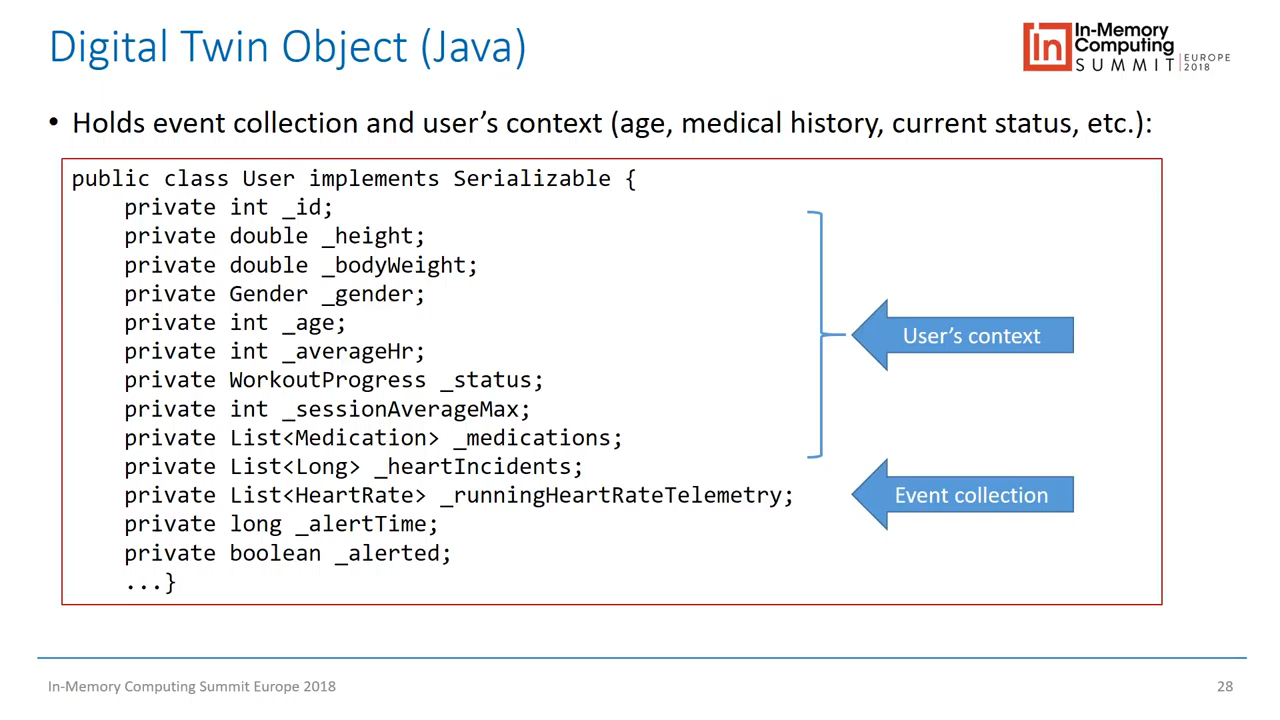 Digital Twin Object (Java)
In-Memory
Computing
SUMMIT
EUROPE
2018
• Holds event collection and user's context (age, medical history, current status, etc.):
public class User implements Serializable {
private int _id;
private double _height;
private double _bodyWeight;
private Gender _gender;
private int _age;
private int _averageHr;
private WorkoutProgress _status;
private int _sessionAverageMax;
private List<Medication> _medications;
private List<Long> _heartIncidents;
private List<HeartRate> _runningHeartRateTelemetry;
private long _alertTime;
private boolean _alerted;
...}
User's context
Event collection
In-Memory Computing Summit Europe 2018
28